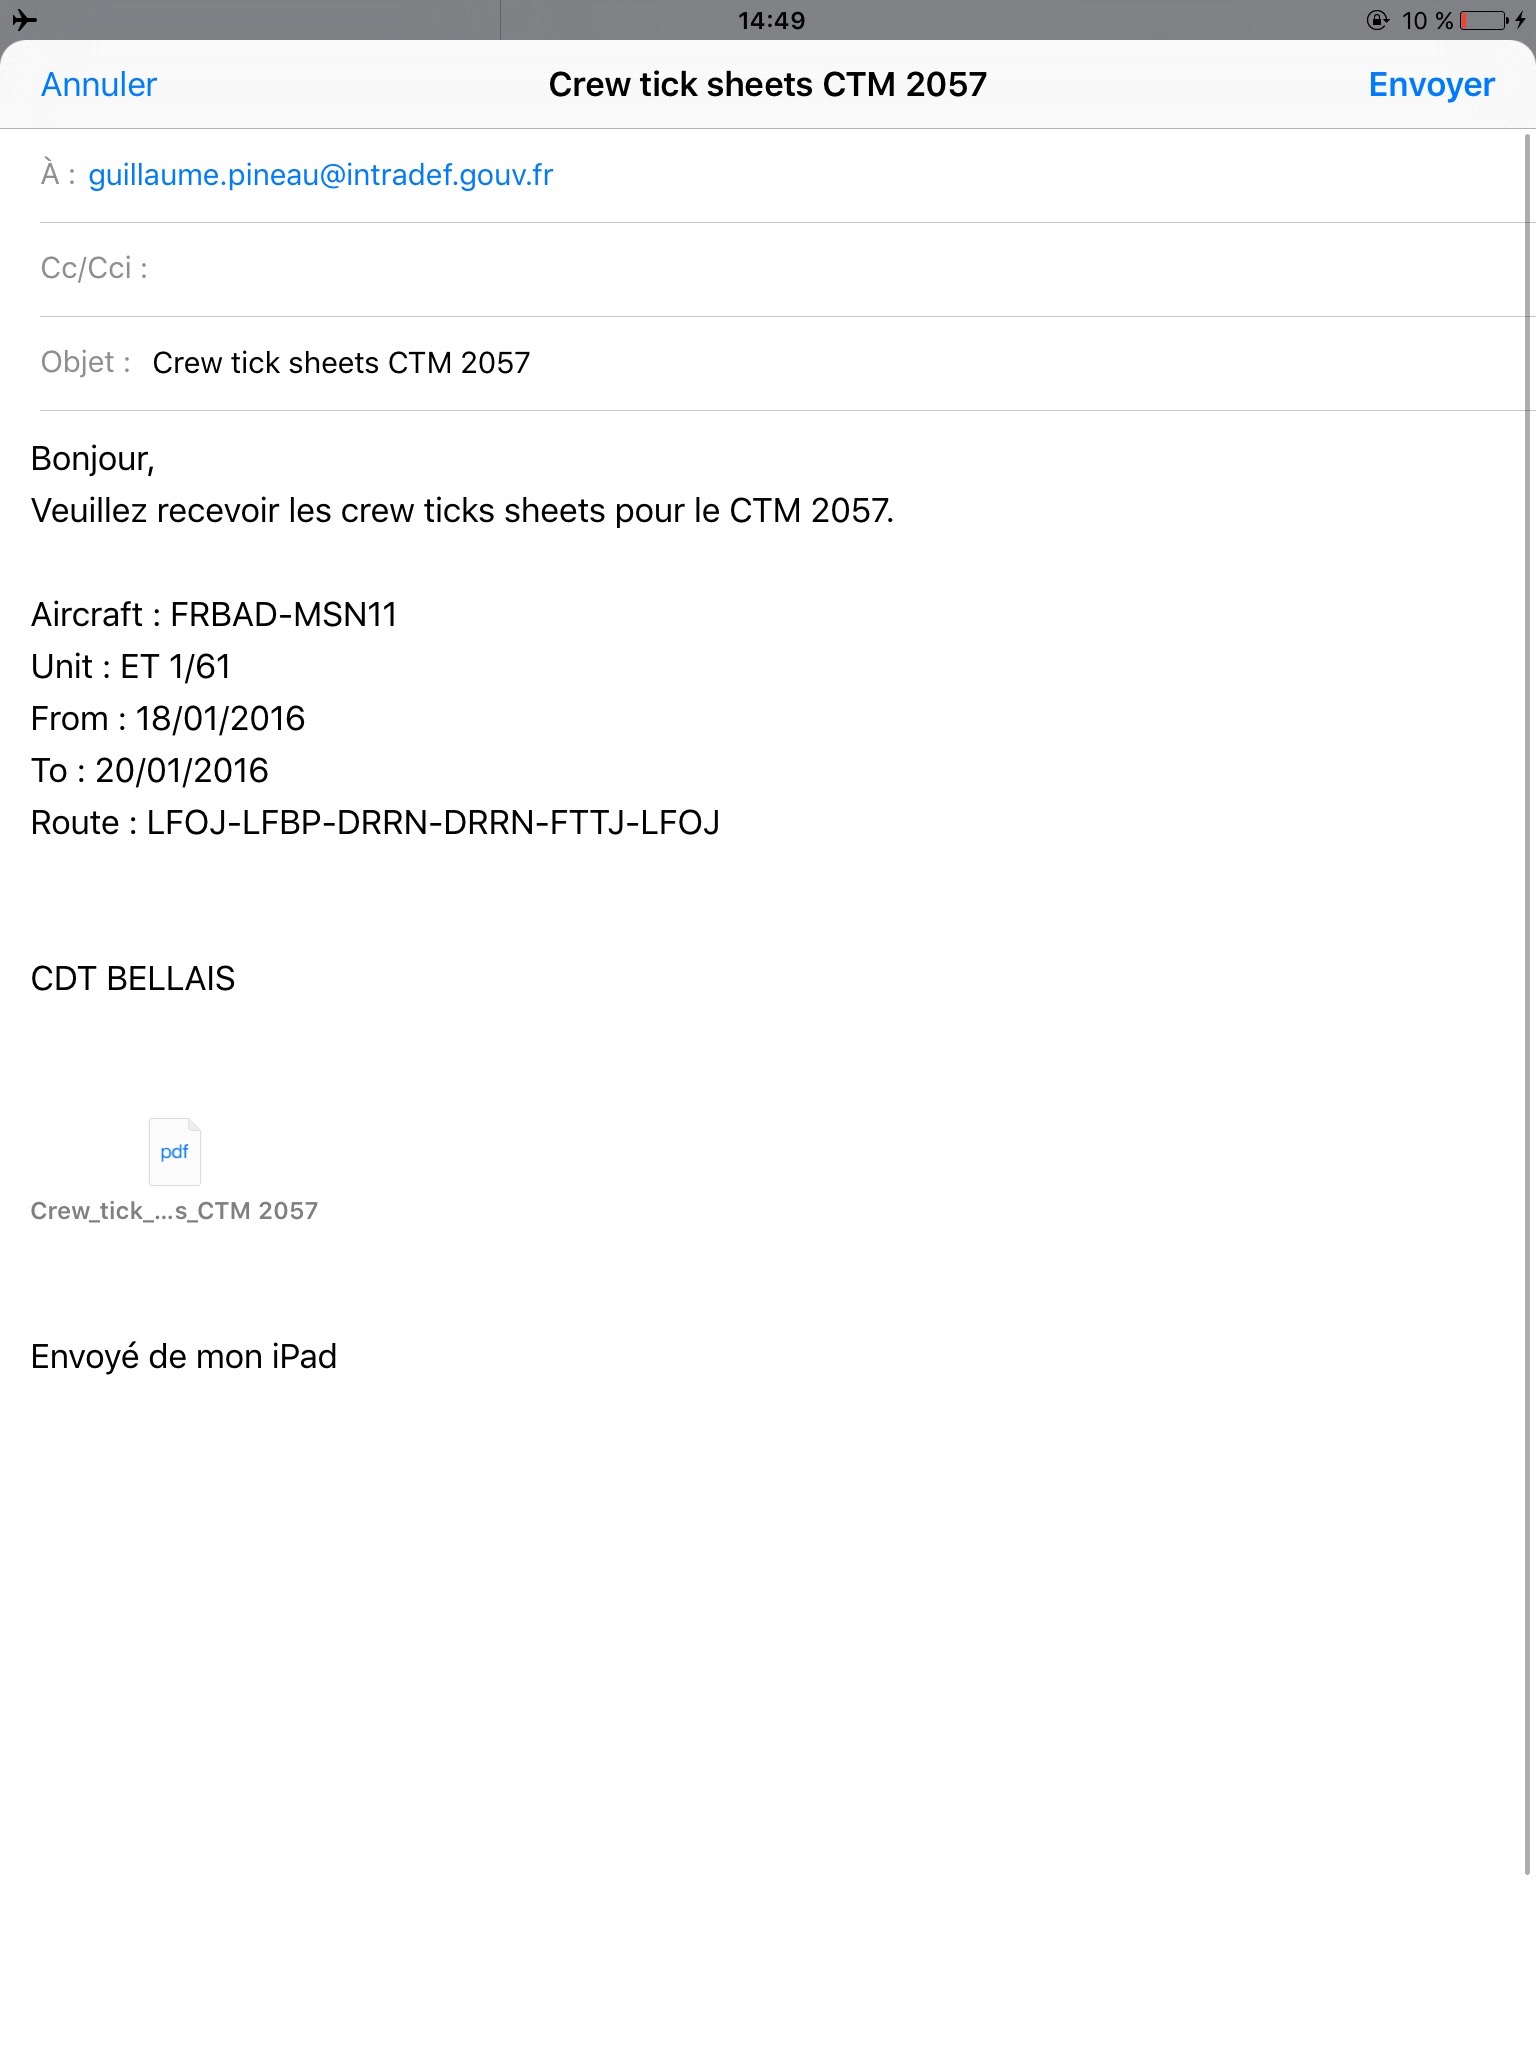 14:49
10 %
Annuler
Crew tick sheets CTM 2057
Envoyer
À : guillaume.pineau@intradef.gouv.fr
Cc/Cci :
Objet : Crew tick sheets CTM 2057
Bonjour,
Veuillez recevoir les crew ticks sheets pour le CTM 2057.
Aircraft : FRBAD-MSN11
Unit : ET 1/61
From : 18/01/2016
To : 20/01/2016
Route : LFOJ-LFBP-DRRN-DRRN-FTTJ-LFOJ
CDT BELLAIS
pdf
Crew_tick_...s_CTM 2057
Envoyé de mon iPad